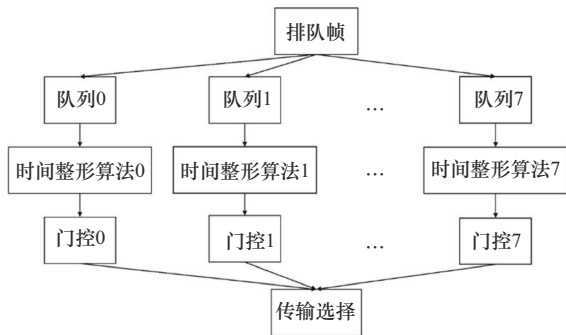 排队帧
队列0 队列1 … 队列7
时间整形算法0 时间整形算法1 … 时间整形算法7
门控0 门控1 … 门控7
传输选择